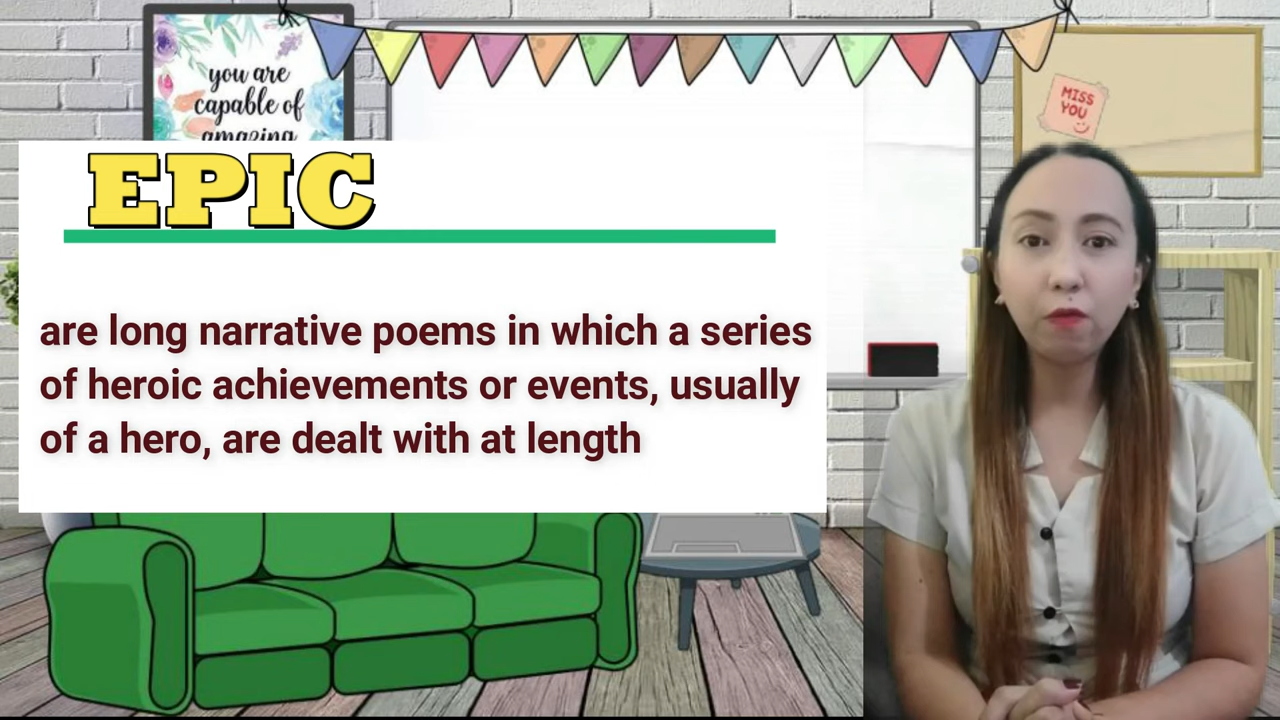 you are
capable of
amazing
MISS
YOU
EPIC
are long narrative poems in which a series
of heroic achievements or events, usually
of a hero, are dealt with at length